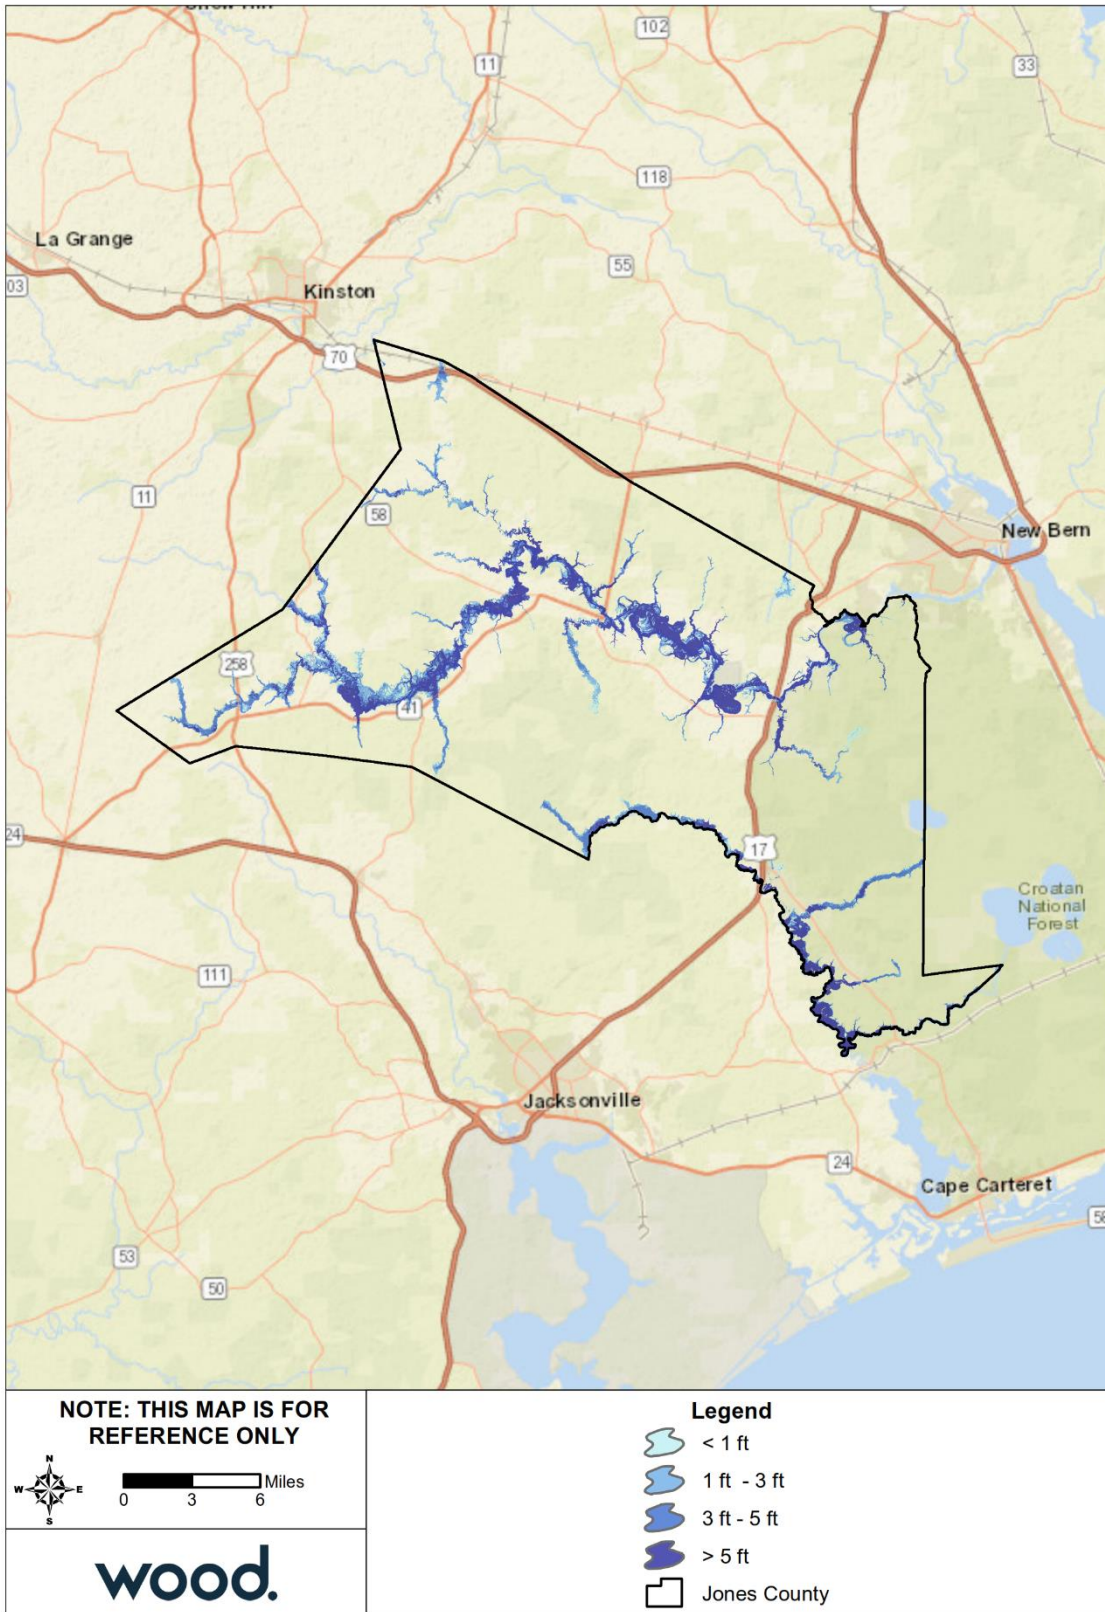 102
11
33
118
La Grange
55
03
Kinston
70
11
58
New Bern
258
41
24
17
Croatan
National
Forest
111
Jacksonville
24
Cape Carteret
58
53
50
NOTE: THIS MAP IS FOR
REFERENCE ONLY
N
W E
S
0 3 6 Miles
wood.
Legend
< 1 ft
1 ft - 3 ft
3 ft - 5 ft
> 5 ft
Jones County